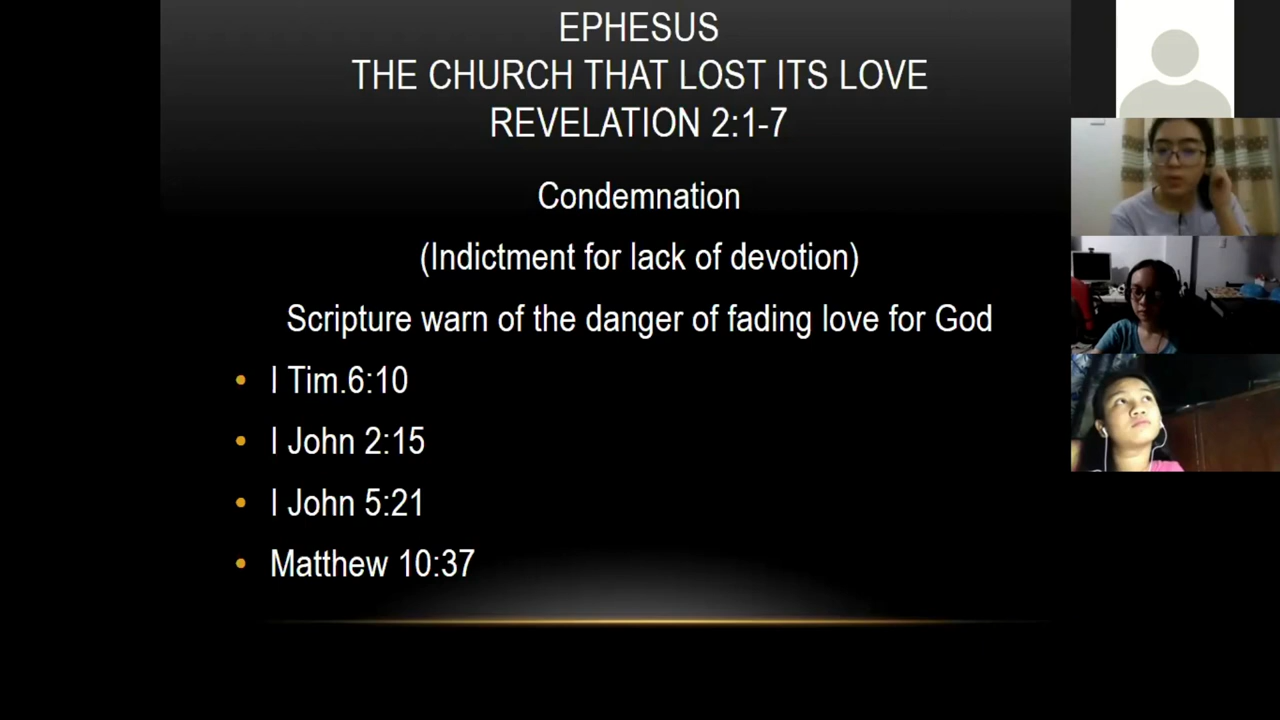 EPHESUS
THE CHURCH THAT LOST ITS LOVE
REVELATION 2:1-7
Condemnation
(Indictment for lack of devotion)
Scripture warn of the danger of fading love for God
• I Tim.6:10
• I John 2:15
• I John 5:21
• Matthew 10:37